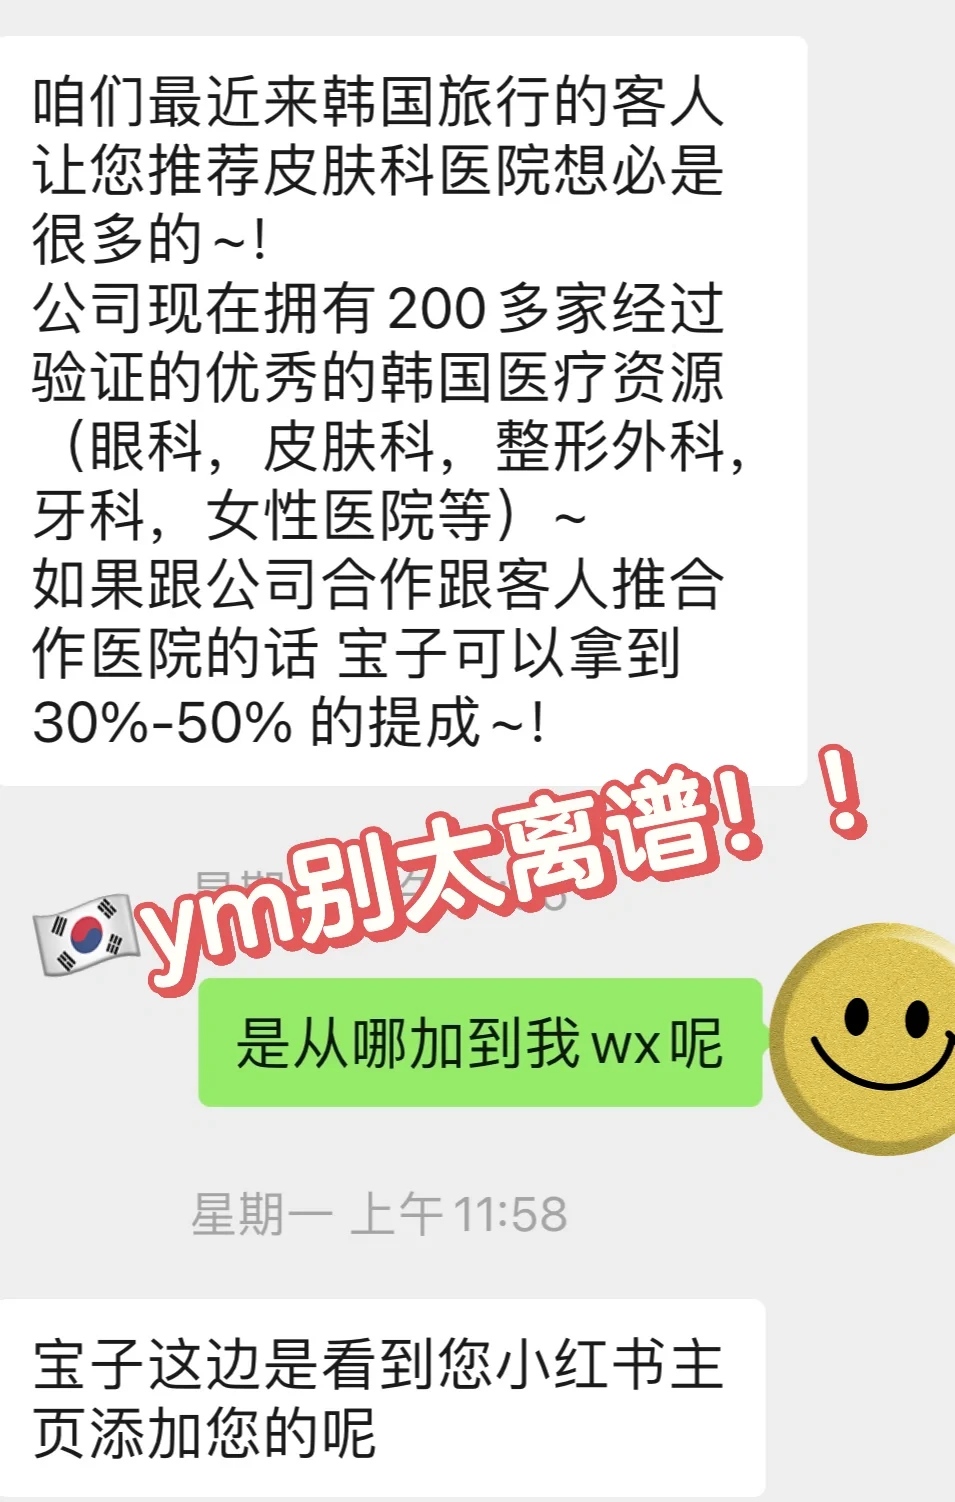 咱们最近来韩国旅行的客人
让您推荐皮肤科医院想必是
很多的~!
公司现在拥有200多家经过
验证的优秀的韩国医疗资源
（眼科，皮肤科，整形外科，
牙科，女性医院等）~
如果跟公司合作跟客人推合
作医院的话 宝子可以拿到
30%-50% 的提成~!
ym别太离谱！！
是从哪加到我wx呢
星期一 上午11:58
宝子这边是看到您小红书主
页添加您的呢